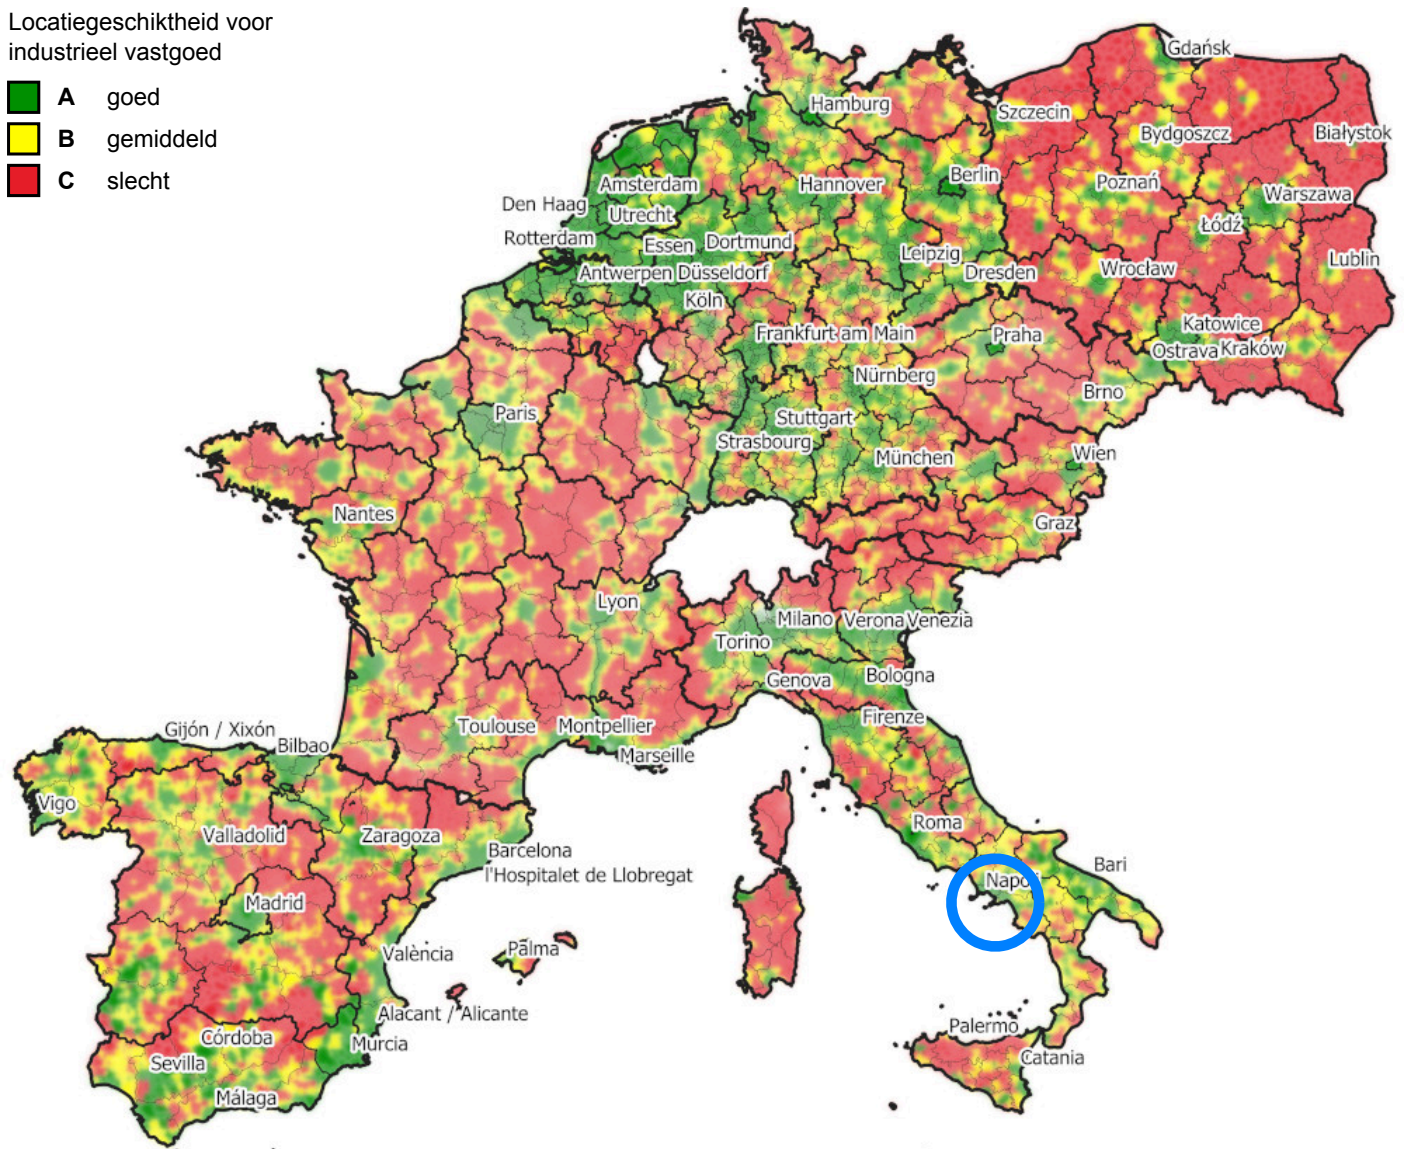 Locatiegeschiktheid voor
industrieel vastgoed
A goed
B gemiddeld
C slecht
Gdańsk
Hamburg
Szczecin
Bydgoszcz
Białystok
Amsterdam
Hannover
Berlin
Poznań
Warszawa
Den Haag
Utrecht
Łódź
Rotterdam
Essen
Dortmund
Leipzig
Lublin
Antwerpen
Düsseldorf
Dresden
Wrocław
Köln
Katowice
Frankfurt am Main
Praha
Ostrava
Kraków
Nürnberg
Brno
Paris
Stuttgart
Strasbourg
München
Wien
Nantes
Graz
Lyon
Milano
Verona
Venezia
Torino
Genova
Bologna
Firenze
Gijón / Xixón
Bilbao
Toulouse
Montpellier
Marseille
Vigo
Valladolid
Zaragoza
Roma
Barcelona
l'Hospitalet de Llobregat
Bari
Napoli
Madrid
València
Palma
Alacant / Alicante
Palermo
Córdoba
Murcia
Catania
Sevilla
Málaga